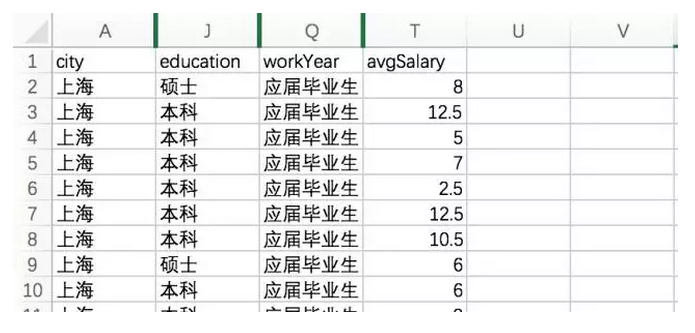 A J Q T U V
1 city education workYear avgSalary
2 上海 硕士 应届毕业生 8
3 上海 本科 应届毕业生 12.5
4 上海 本科 应届毕业生 5
5 上海 本科 应届毕业生 7
6 上海 本科 应届毕业生 2.5
7 上海 本科 应届毕业生 12.5
8 上海 本科 应届毕业生 10.5
9 上海 硕士 应届毕业生 6
10 上海 本科 应届毕业生 6